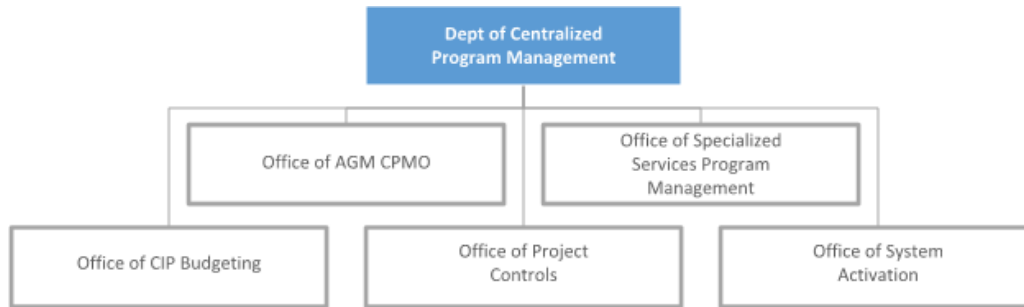 Dept of Centralized
Program Management
Office of AGM CPMO
Office of Specialized
Services Program
Management
Office of CIP Budgeting
Office of Project
Controls
Office of System
Activation